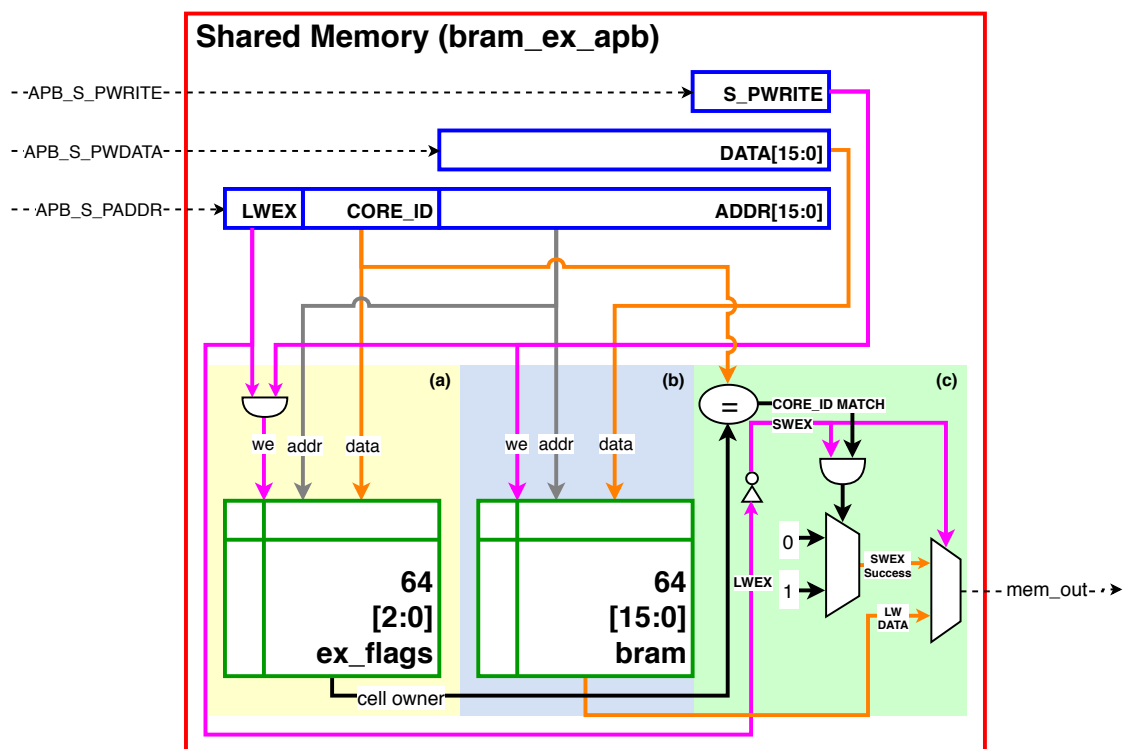 Shared Memory (bram_ex_apb)
APB_S_PWRITE
S_PWRITE
APB_S_PWDATA
DATA[15:0]
APB_S_PADDR
LWEX
CORE_ID
ADDR[15:0]
(a)
(b)
(c)
=
CORE_ID MATCH
SWEX
we
addr
data
we
addr
data
0
1
SWEX
Success
LWEX
LW
DATA
mem_out
64
[2:0]
ex_flags
64
[15:0]
bram
cell owner